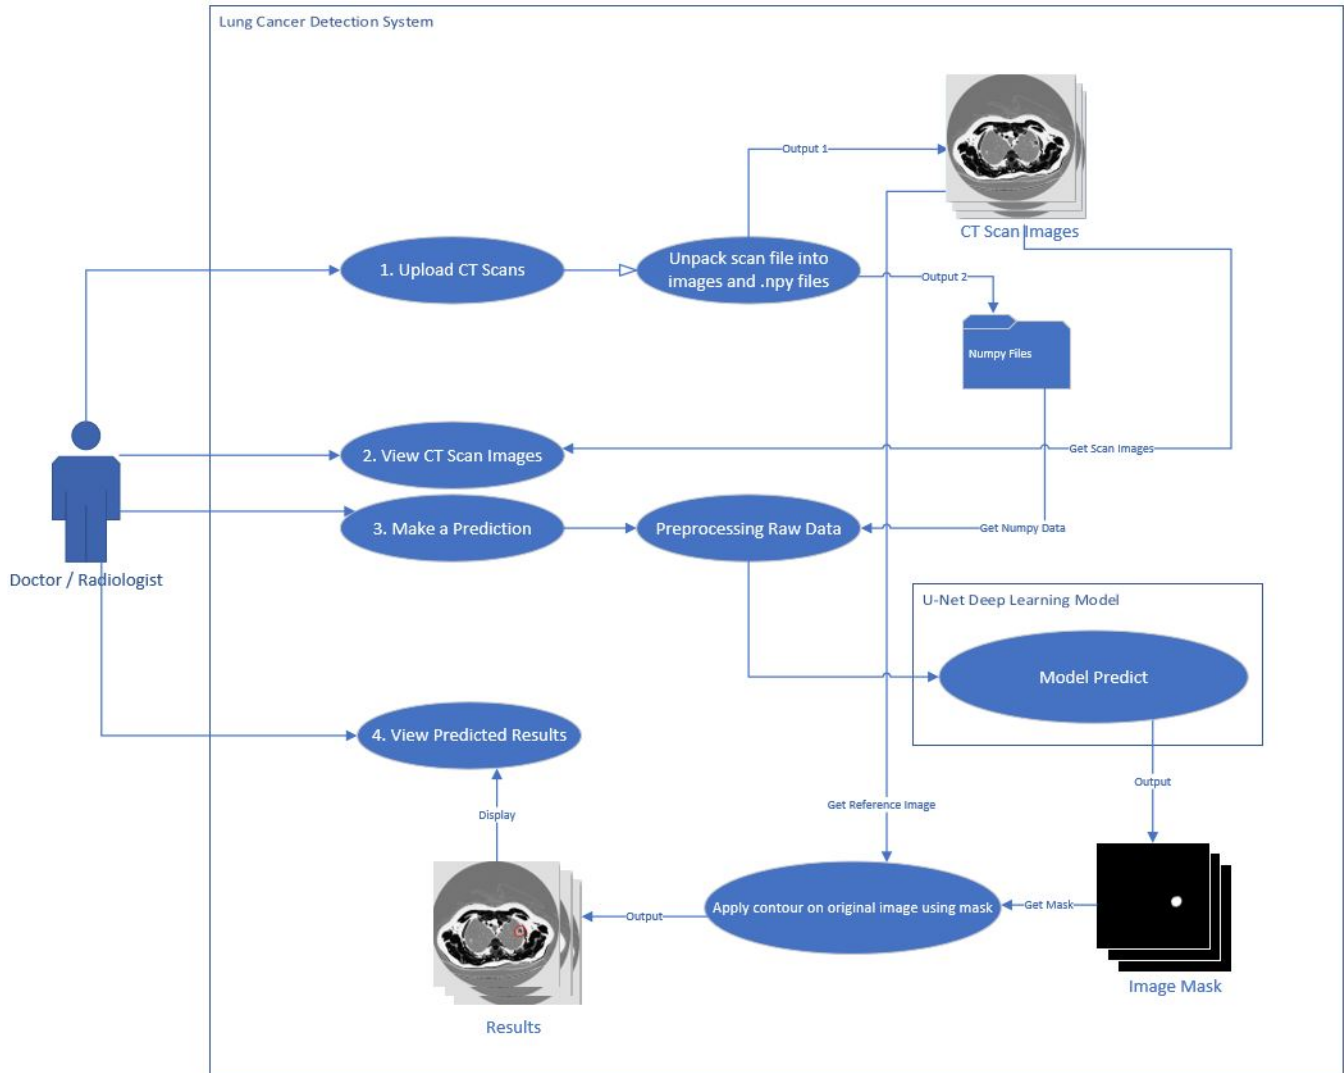 Lung Cancer Detection System
Output 1
CT Scan Images
1. Upload CT Scans
Unpack scan file into
images and .npy files
Output 2
Numpy Files
2. View CT Scan Images
Get Scan Images
3. Make a Prediction
Preprocessing Raw Data
Get Numpy Data
Doctor / Radiologist
U-Net Deep Learning Model
Model Predict
4. View Predicted Results
Output
Display
Get Reference Image
Apply contour on original image using mask
Get Mask
Output
Image Mask
Results